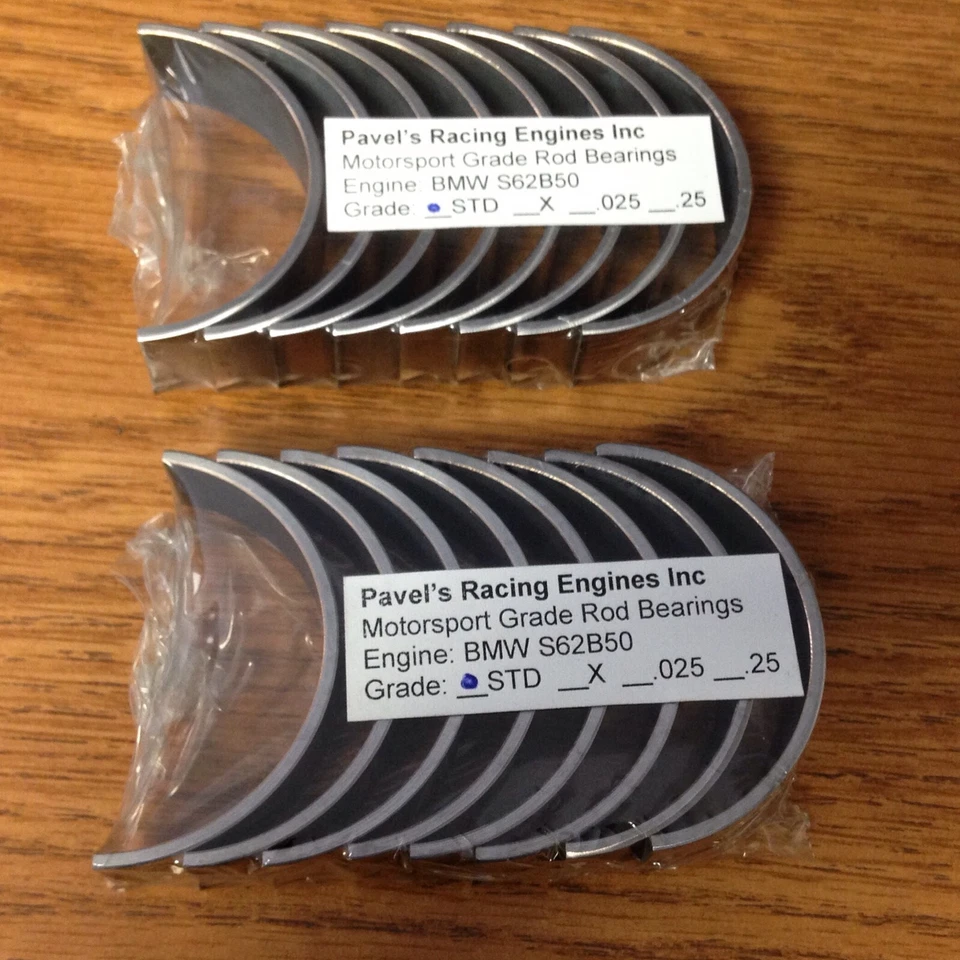 Pavel's Racing Engines Inc
Motorsport Grade Rod Bearings
Engine: BMW S62B50
Grade: __STD __X __.025 __.25
Pavel's Racing Engines Inc
Motorsport Grade Rod Bearings
Engine: BMW S62B50
Grade: __STD __X __.025 __.25